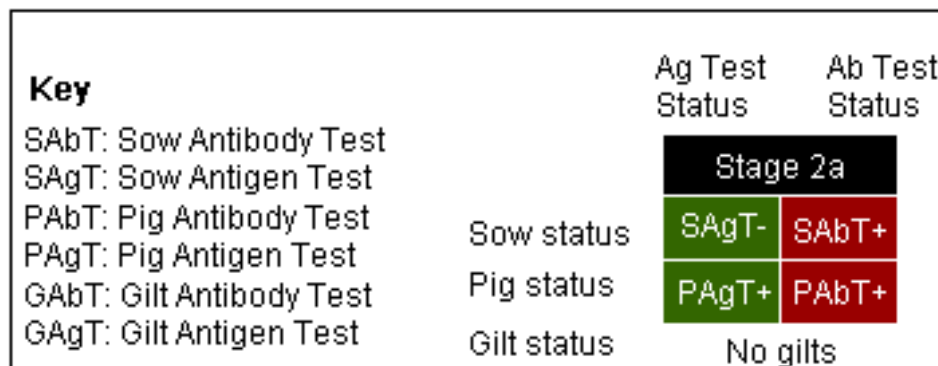 Key
SAbT: Sow Antibody Test
SAgT: Sow Antigen Test
PAbT: Pig Antibody Test
PAgT: Pig Antigen Test
GAbT: Gilt Antibody Test
GAgT: Gilt Antigen Test
Ag Test Ab Test
Status Status
Stage 2a
Sow status SAgT- SAbT+
Pig status PAgT+ PAbT+
Gilt status No gilts